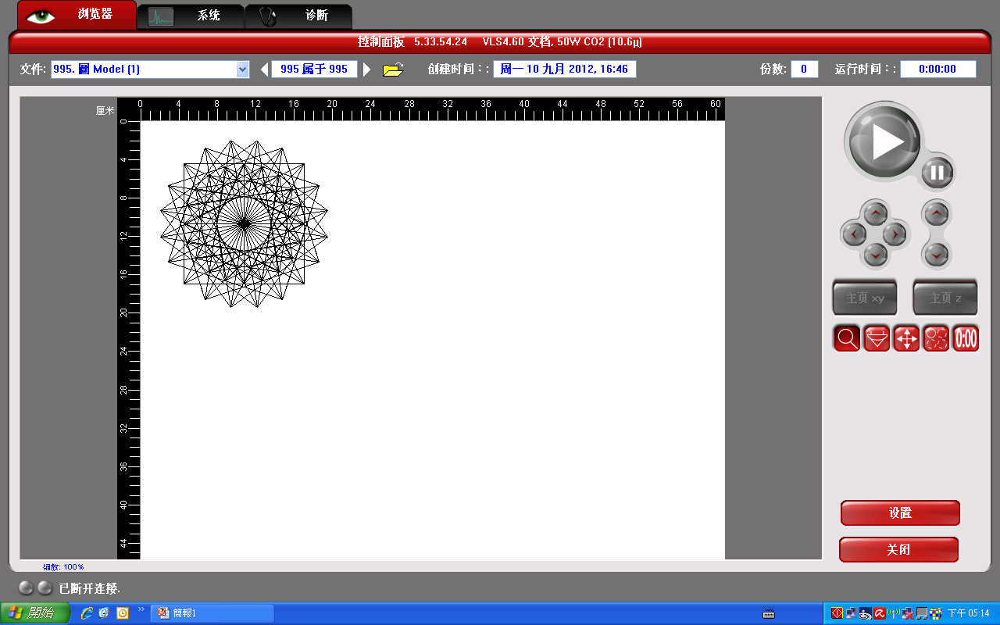 浏览器 系统 诊断
控制面板 5.33.54.24 VLS4.60 文档, 50W CO2 (10.6µ)
文件: 995. 圖 Model (1) 995 属于 995 创建时间：: 周一 10 九月 2012, 16:46 份数: 0 运行时间：: 0:00:00
厘米 0 4 8 12 16 20 24 28 32 36 40 44 48 52 56 60
0
4
8
12
16
20
24
28
32
36
40
44
主页 xy 主页 z
0:00
设置
关闭
缩放: 100%
已断开连接.
開始 簡報1 下午 05:14